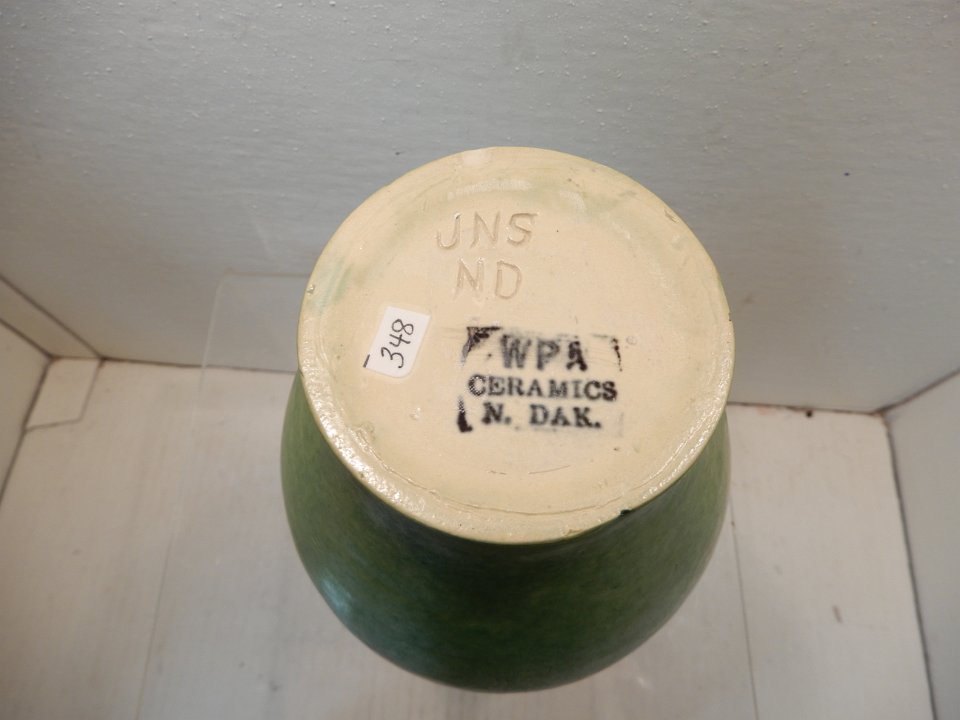 JNS
ND
348
WPA
CERAMICS
N. DAK.